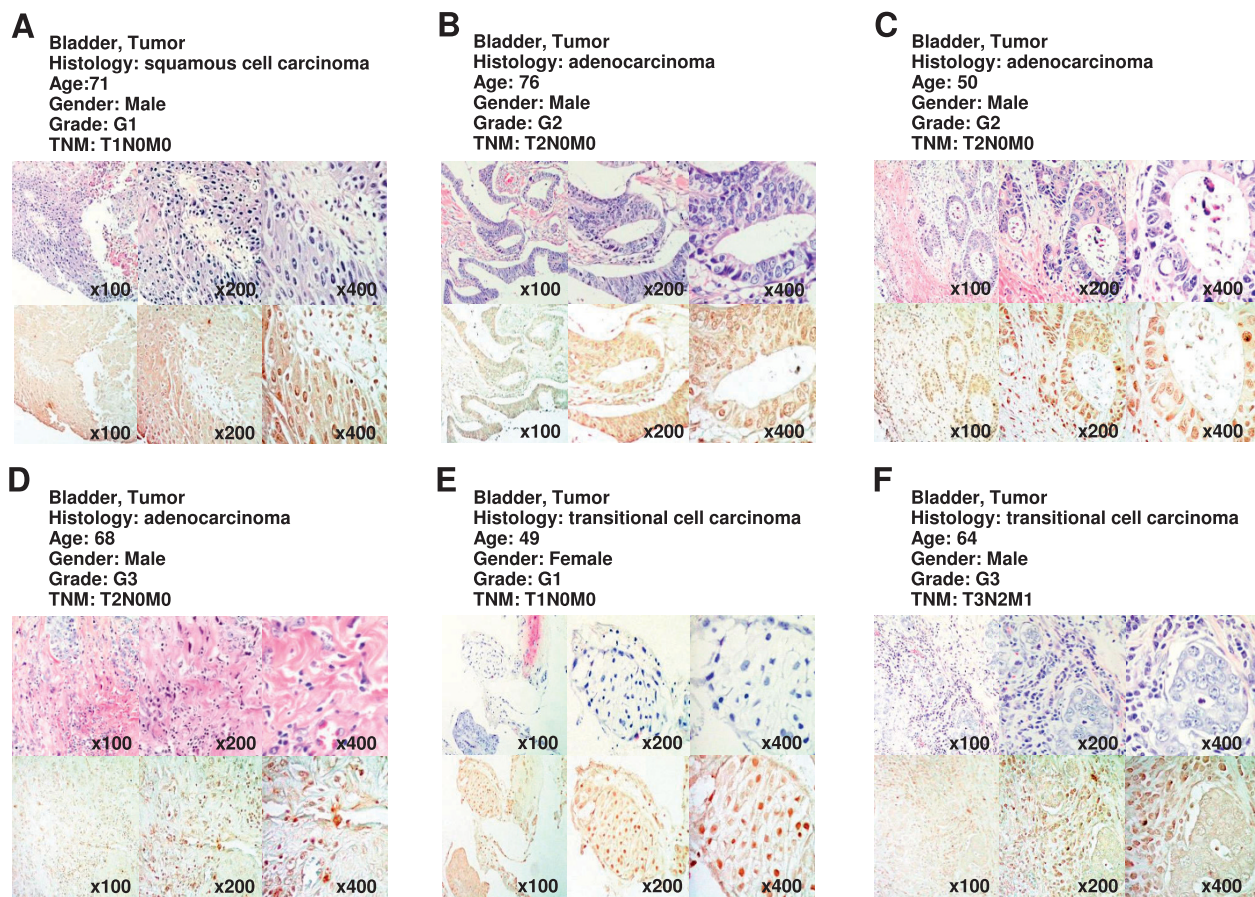 A
Bladder, Tumor
Histology: squamous cell carcinoma
Age:71
Gender: Male
Grade: G1
TNM: T1N0M0
x100 x200 x400
x100 x200 x400
B
Bladder, Tumor
Histology: adenocarcinoma
Age: 76
Gender: Male
Grade: G2
TNM: T2N0M0
x100 x200 x400
x100 x200 x400
C
Bladder, Tumor
Histology: adenocarcinoma
Age: 50
Gender: Male
Grade: G2
TNM: T2N0M0
x100 x200 x400
x100 x200 x400
D
Bladder, Tumor
Histology: adenocarcinoma
Age: 68
Gender: Male
Grade: G3
TNM: T2N0M0
x100 x200 x400
x100 x200 x400
E
Bladder, Tumor
Histology: transitional cell carcinoma
Age: 49
Gender: Female
Grade: G1
TNM: T1N0M0
x100 x200 x400
x100 x200 x400
F
Bladder, Tumor
Histology: transitional cell carcinoma
Age: 64
Gender: Male
Grade: G3
TNM: T3N2M1
x100 x200 x400
x100 x200 x400